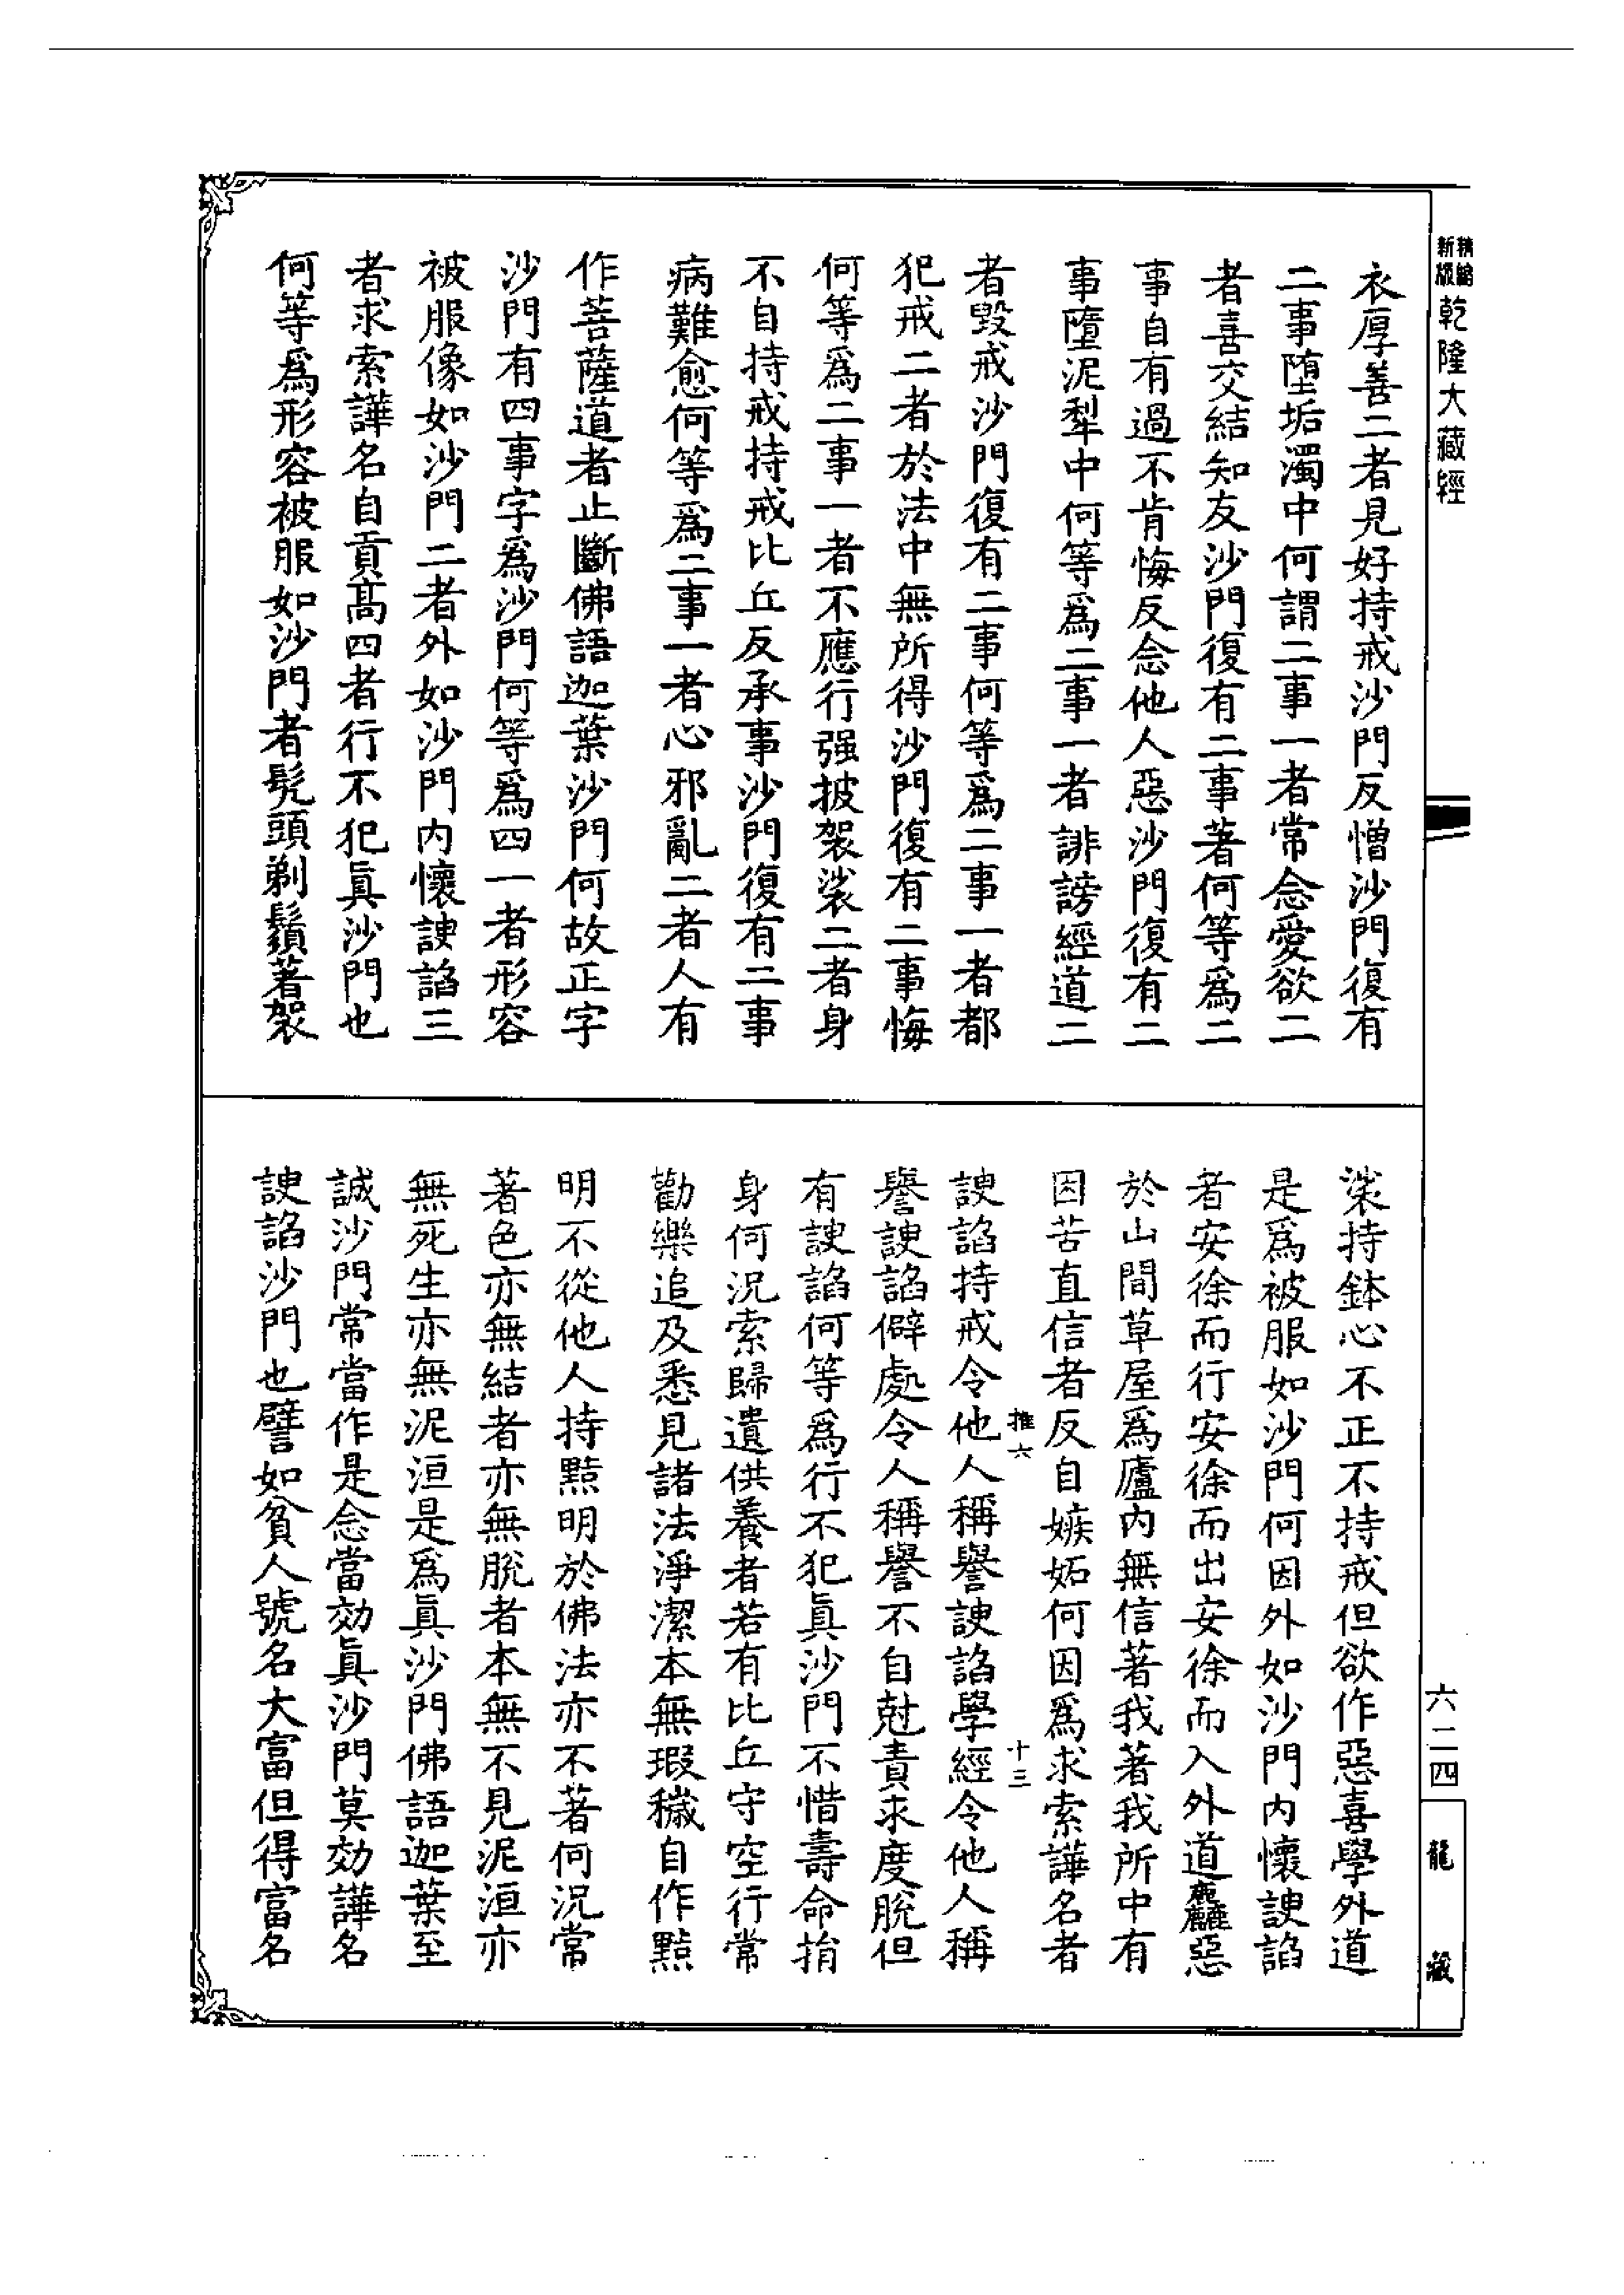 新版精縮乾隆大藏經
衣厚善二者見好持戒沙門反憎沙門復有
二事墮垢濁中何謂二事一者常念愛欲二
者喜交結知友沙門復有二事著何等爲二
事自有過不肯悔反念他人惡沙門復有二
事墮泥犁中何等爲二事一者誹謗經道二
者毀戒沙門復有二事何等爲二事一者都
犯戒二者於法中無所得沙門復有二事悔
何等爲二事一者不應行强披袈裟二者身
不自持戒持戒比丘反承事沙門復有二事
病難愈何等爲二事一者心邪亂二者人有
作菩薩道者止斷佛語迦葉沙門何故正字
沙門有四事字爲沙門何等爲四一者形容
被服像如沙門二者外如沙門内懷諛諂三
者求索譁名自貢高四者行不犯眞沙門也
何等爲形容被服如沙門者髠頭剃鬚著袈
裟持鉢心不正不持戒但欲作惡喜學外道
是爲被服如沙門何因外如沙門内懷諛諂
者安徐而行安徐而出安徐而入外道麤惡
於山間草屋爲廬内無信著我著我所中有
因苦直信者反自嫉妬何因爲求索譁名者
推六 十三
諛諂持戒令他人稱譽諛諂學經令他人稱
譽諛諂僻處令人稱譽不自尅責求度脫但
有諛諂何等爲行不犯眞沙門不惜壽命捐
身何況索歸遺供養者若有比丘守空行常
勸樂追及悉見諸法淨潔本無瑕穢自作黠
明不從他人持黠明於佛法亦不著何況常
著色亦無結者亦無脫者本無不見泥洹亦
無死生亦無泥洹是爲眞沙門佛語迦葉至
誠沙門常當作是念當効眞沙門莫効譁名
諛諂沙門也譬如貧人號名大富但得富名
六二四
龍藏